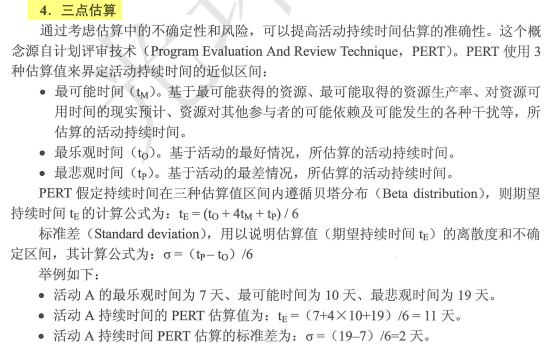 4．三点估算
通过考虑估算中的不确定性和风险，可以提高活动持续时间估算的准确性。这个概
念源自计划评审技术（Program Evaluation And Review Technique，PERT）。PERT 使用 3
种估算值来界定活动持续时间的近似区间：
● 最可能时间（tM）。基于最可能获得的资源、最可能取得的资源生产率、对资源可
用时间的现实预计、资源对其他参与者的可能依赖及可能发生的各种干扰等，所
估算的活动持续时间。
● 最乐观时间（tO）。基于活动的最好情况，所估算的活动持续时间。
● 最悲观时间（tP）。基于活动的最差情况，所估算的活动持续时间。
PERT 假定持续时间在三种估算值区间内遵循贝塔分布（Beta distribution），则期望
持续时间 tE 的计算公式为：tE = (tO + 4tM + tP) / 6
标准差（Standard deviation），用以说明估算值（期望持续时间 tE）的离散度和不确
定区间，其计算公式为：σ =（tP – tO）/6
举例如下：
● 活动 A 的最乐观时间为 7 天、最可能时间为 10 天、最悲观时间为 19 天。
● 活动 A 持续时间的 PERT 估算值为：tE =（7+4×10+19）/6 = 11 天。
● 活动 A 持续时间 PERT 估算的标准差为：σ =（19–7）/6=2 天。